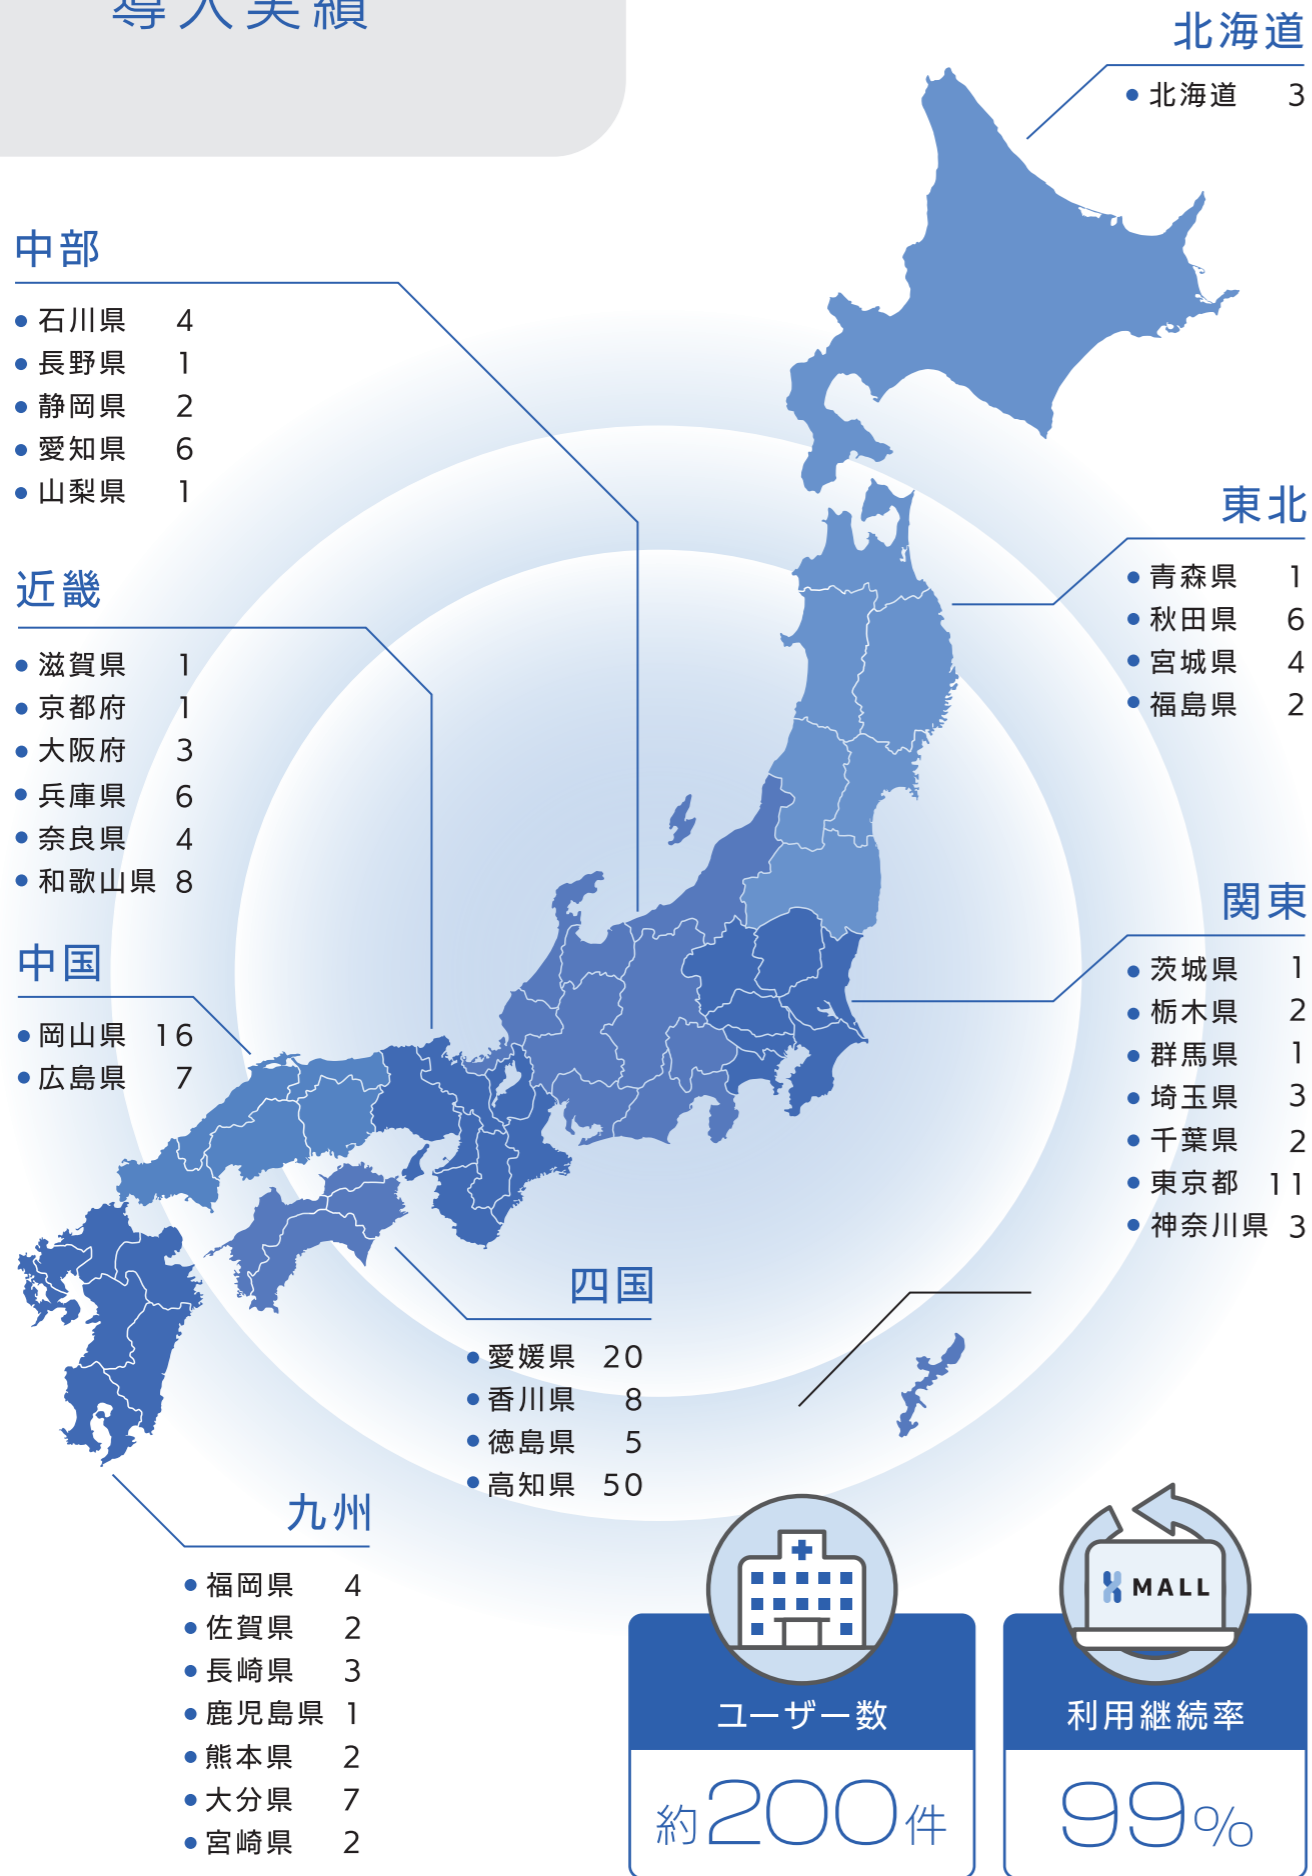 導入実績
北海道
北海道 3
中部
石川県 4
長野県 1
静岡県 2
愛知県 6
山梨県 1
東北
青森県 1
秋田県 6
宮城県 4
福島県 2
近畿
滋賀県 1
京都府 1
大阪府 3
兵庫県 6
奈良県 4
和歌山県 8
関東
茨城県 1
栃木県 2
群馬県 1
埼玉県 3
千葉県 2
東京都 11
神奈川県 3
中国
岡山県 16
広島県 7
四国
愛媛県 20
香川県 8
徳島県 5
高知県 50
九州
福岡県 4
佐賀県 2
長崎県 3
鹿児島県 1
熊本県 2
大分県 7
宮崎県 2
ユーザー数
約200件
MALL
利用継続率
99%